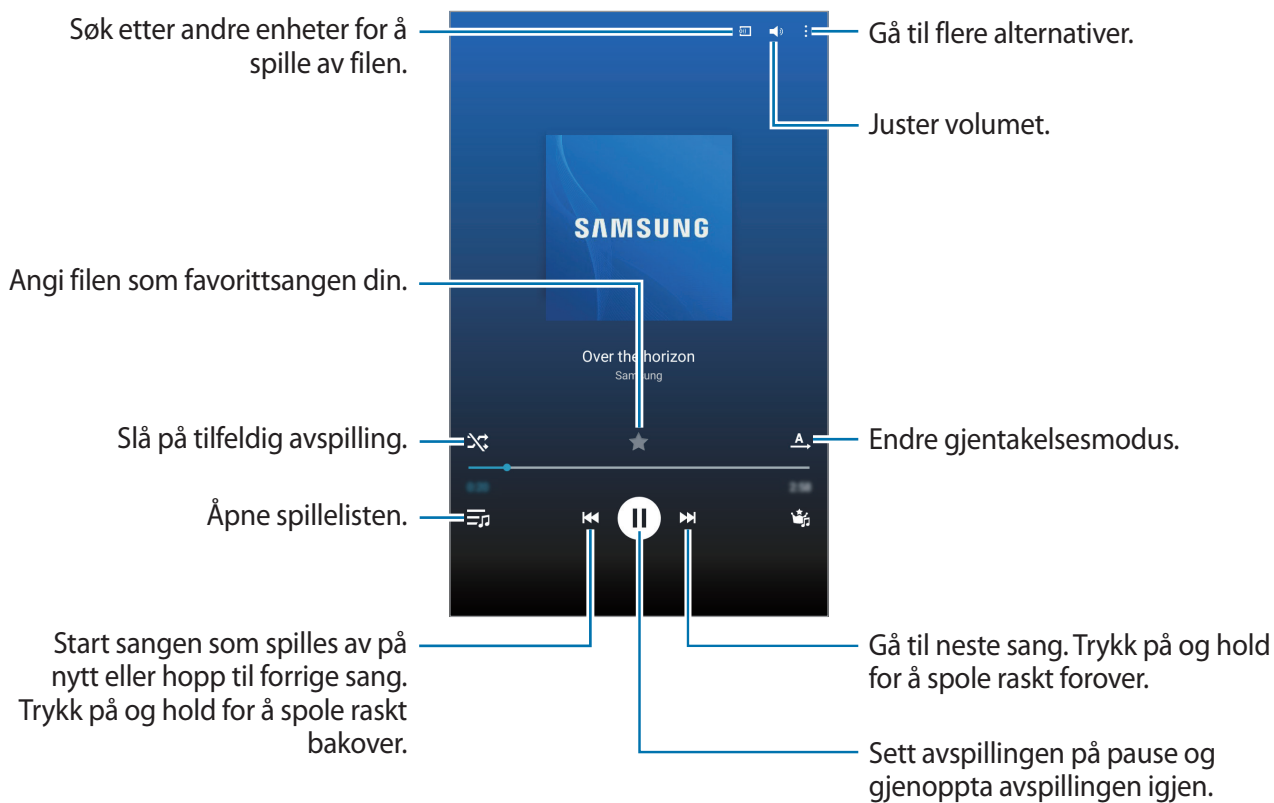 Søk etter andre enheter for å
spille av filen.
Gå til flere alternativer.
Juster volumet.
SAMSUNG
Angi filen som favorittsangen din.
Over the horizon
Samsung
Slå på tilfeldig avspilling.
A
Endre gjentakelsesmodus.
Åpne spillelisten.
Start sangen som spilles av på
nytt eller hopp til forrige sang.
Trykk på og hold for å spole raskt
bakover.
Gå til neste sang. Trykk på og hold
for å spole raskt forover.
Sett avspillingen på pause og
gjenoppta avspillingen igjen.